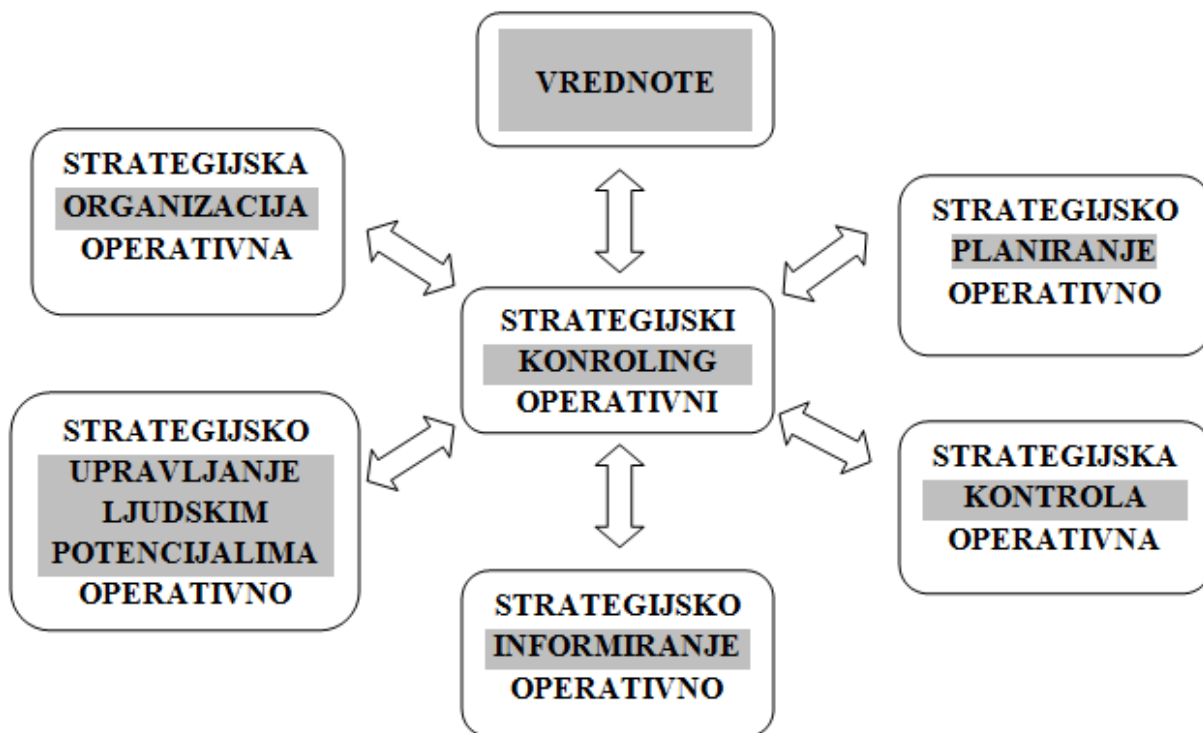 VREDNOTE
STRATEGIJSKA
ORGANIZACIJA
OPERATIVNA
STRATEGIJSKO
PLANIRANJE
OPERATIVNO
STRATEGIJSKI
KONROLING
OPERATIVNI
STRATEGIJSKO
UPRAVLJANJE
LJUDSKIM
POTENCIJALIMA
OPERATIVNO
STRATEGIJSKA
KONTROLA
OPERATIVNA
STRATEGIJSKO
INFORMIRANJE
OPERATIVNO